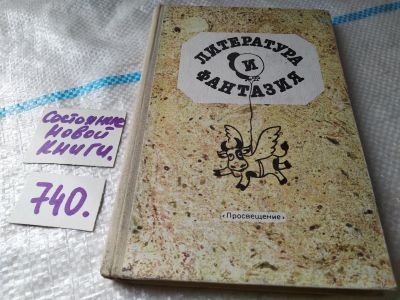 ЛИТЕРАТУРА
И
ФАНТАЗИЯ
«Просвещение»
Состояние
новой
книги.
740.